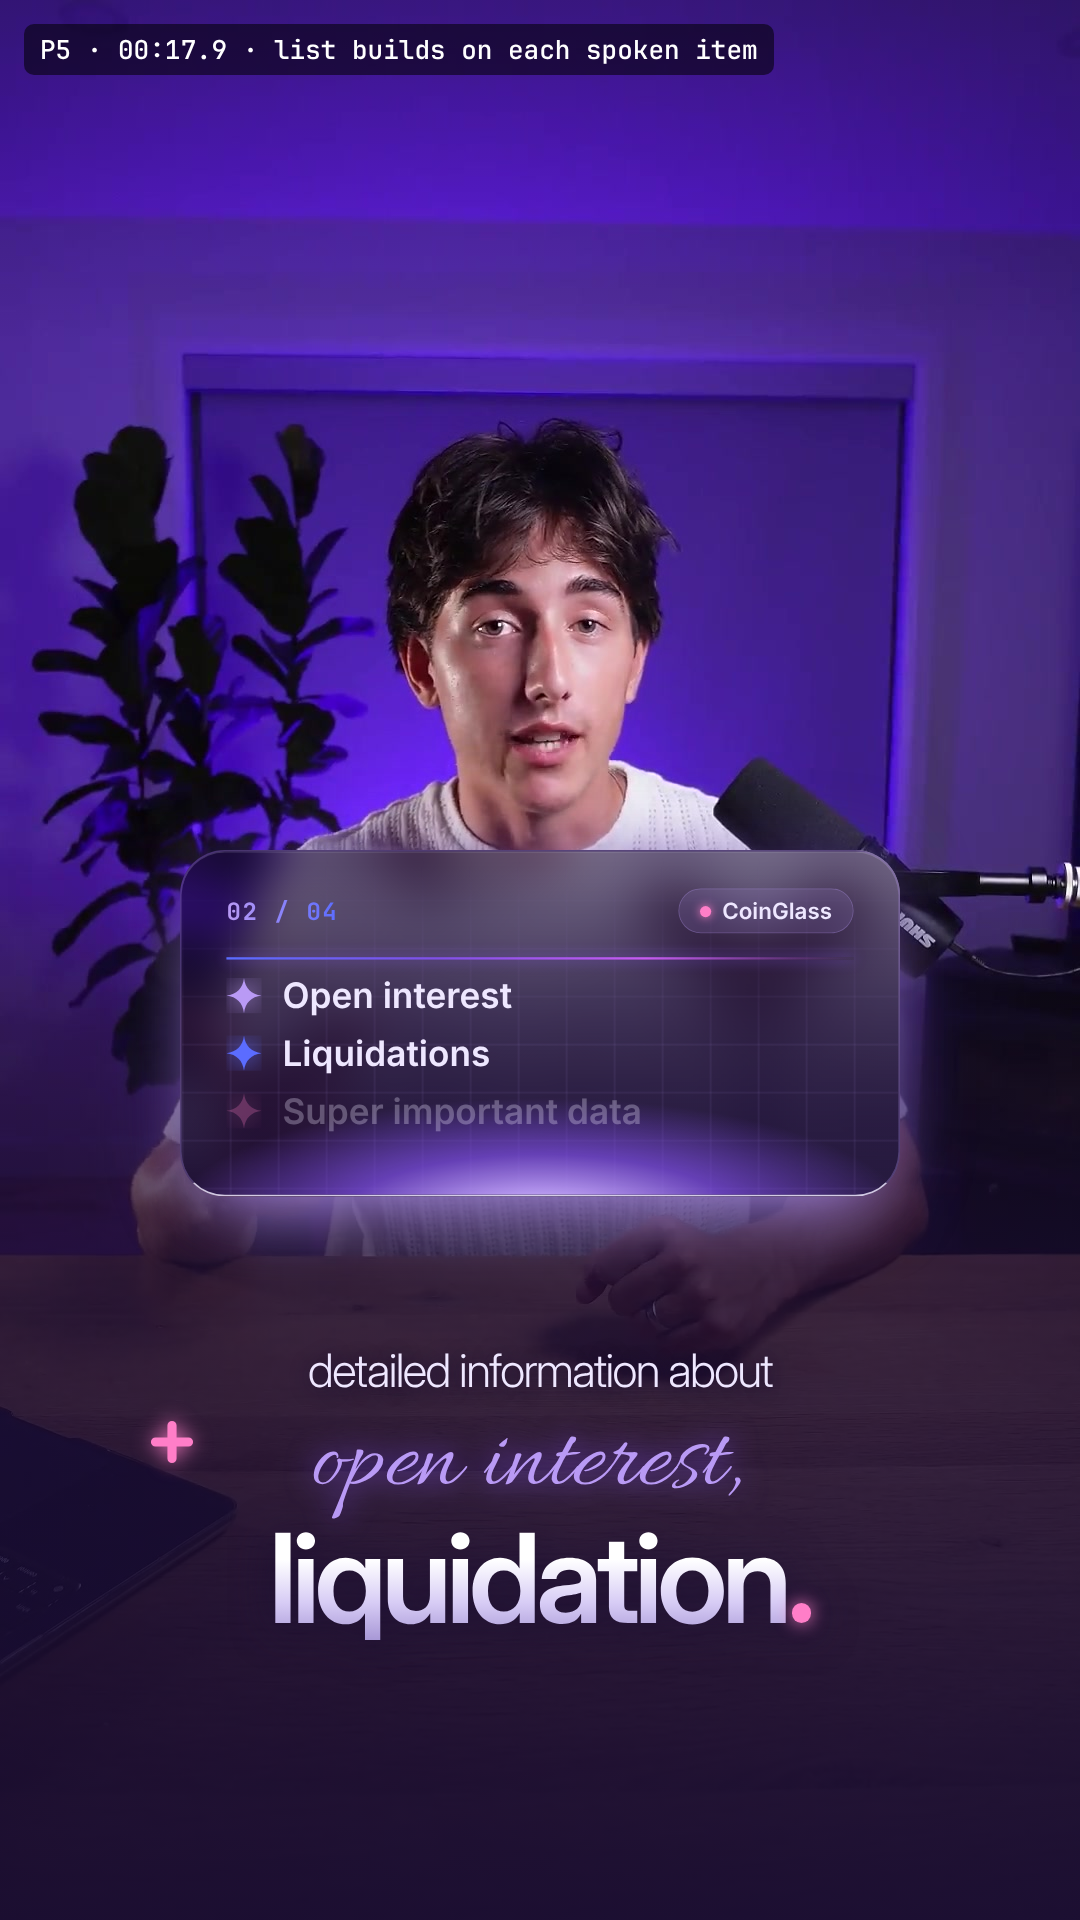 P5 · 00:17.9 · list builds on each spoken item
02 / 04
CoinGlass
SHU
Open interest
Liquidations
Super important data
detailed information about
open interest,
liquidation.